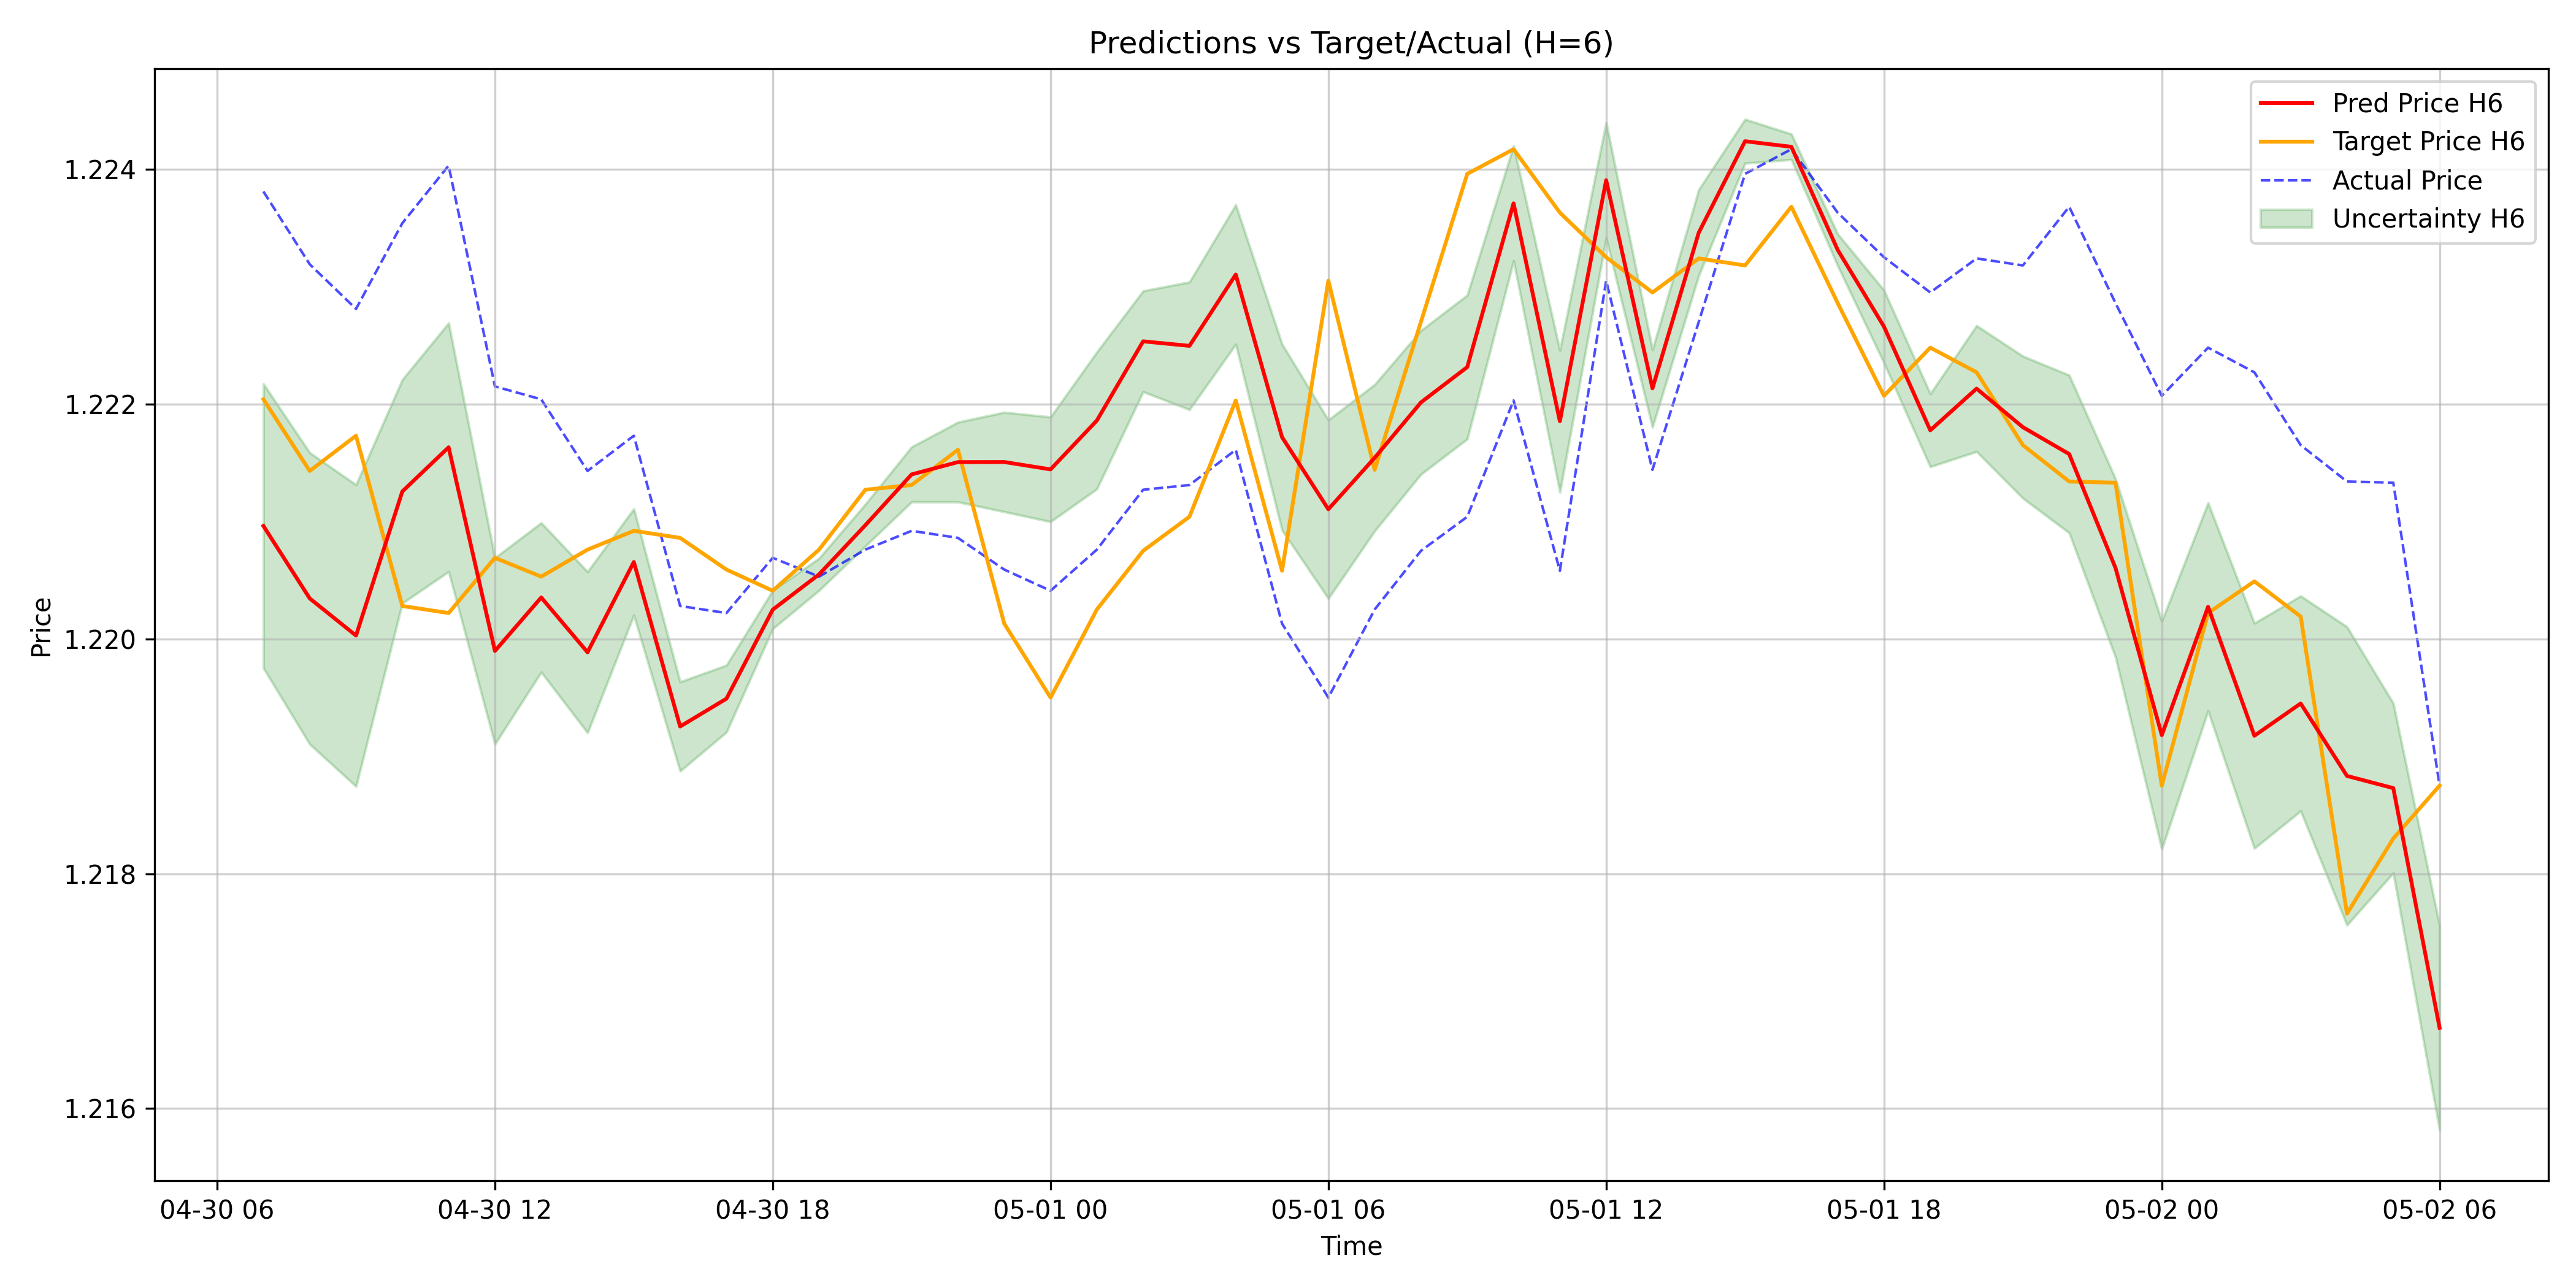 Predictions vs Target/Actual (H=6)
Pred Price H6
Target Price H6
Actual Price
Uncertainty H6
Price
1.224
1.222
1.220
1.218
1.216
04-30 06
04-30 12
04-30 18
05-01 00
05-01 06
05-01 12
05-01 18
05-02 00
05-02 06
Time